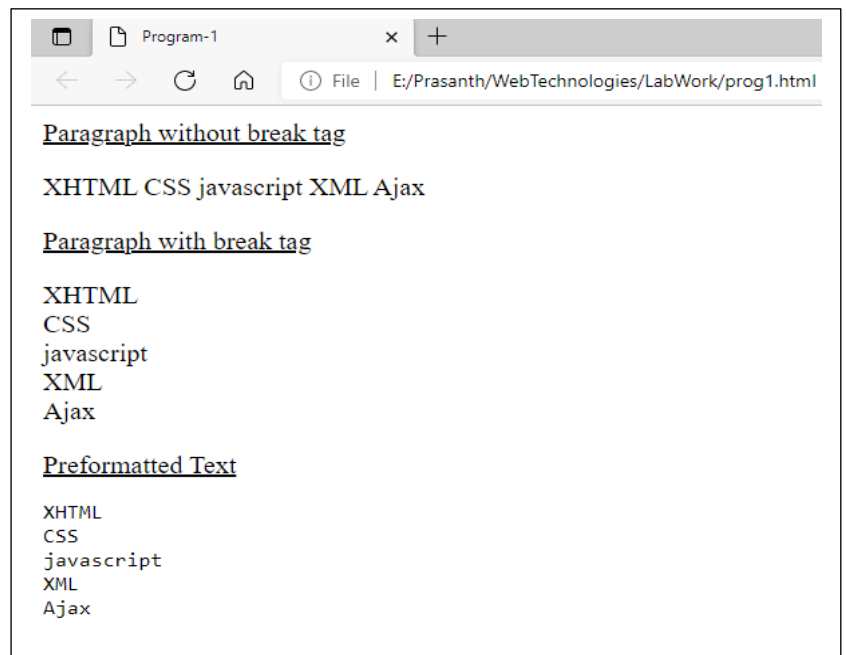 Program-1
File | E:/Prasanth/WebTechnologies/LabWork/prog1.html
Paragraph without break tag
XHTML CSS javascript XML Ajax
Paragraph with break tag
XHTML
CSS
javascript
XML
Ajax
Preformatted Text
XHTML
CSS
javascript
XML
Ajax